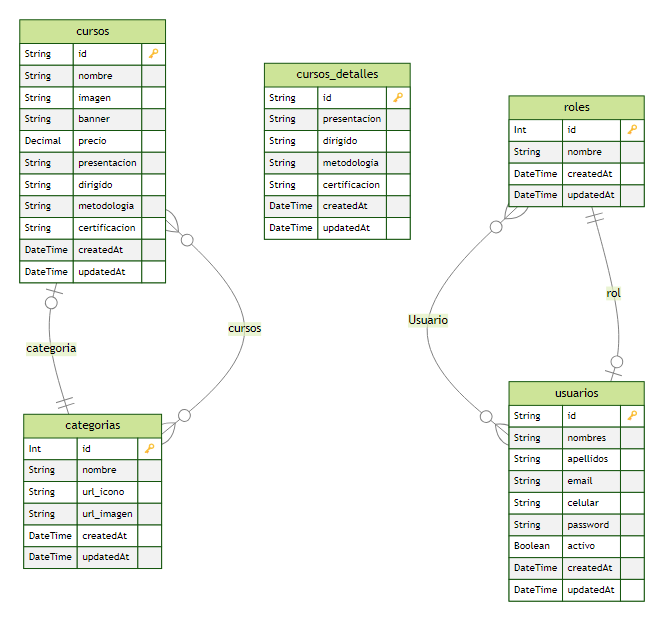 cursos
String id
String nombre
String imagen
String banner
Decimal precio
String presentacion
String dirigido
String metodologia
String certificacion
DateTime createdAt
DateTime updatedAt
cursos_detalles
String id
String presentacion
String dirigido
String metodologia
String certificacion
DateTime createdAt
DateTime updatedAt
roles
Int id
String nombre
DateTime createdAt
DateTime updatedAt
categoria
cursos
Usuario
rol
categorias
Int id
String nombre
String url_icono
String url_imagen
DateTime createdAt
DateTime updatedAt
usuarios
String id
String nombres
String apellidos
String email
String celular
String password
Boolean activo
DateTime createdAt
DateTime updatedAt